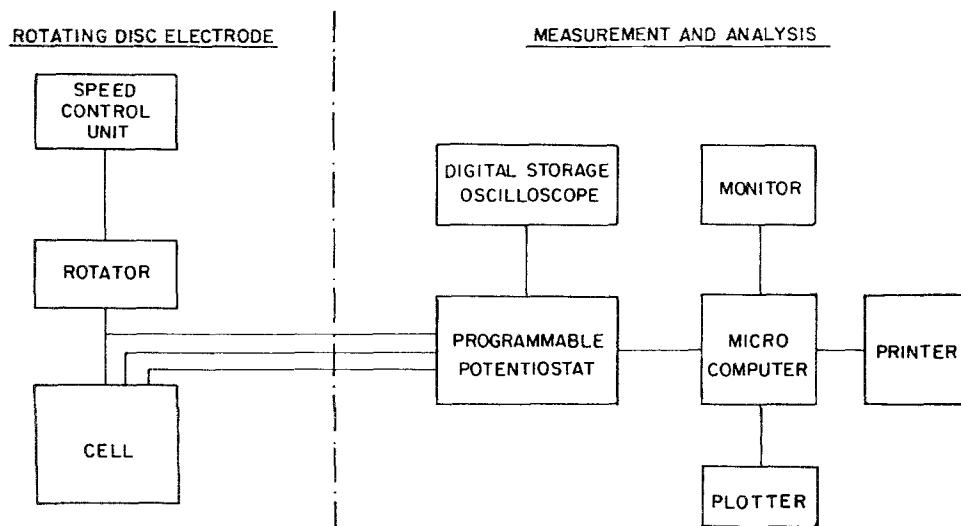 ROTATING DISC ELECTRODE
MEASUREMENT AND ANALYSIS
SPEED
CONTROL
UNIT
DIGITAL STORAGE
OSCILLOSCOPE
MONITOR
ROTATOR
PROGRAMMABLE
POTENTIOSTAT
MICRO
COMPUTER
PRINTER
CELL
PLOTTER